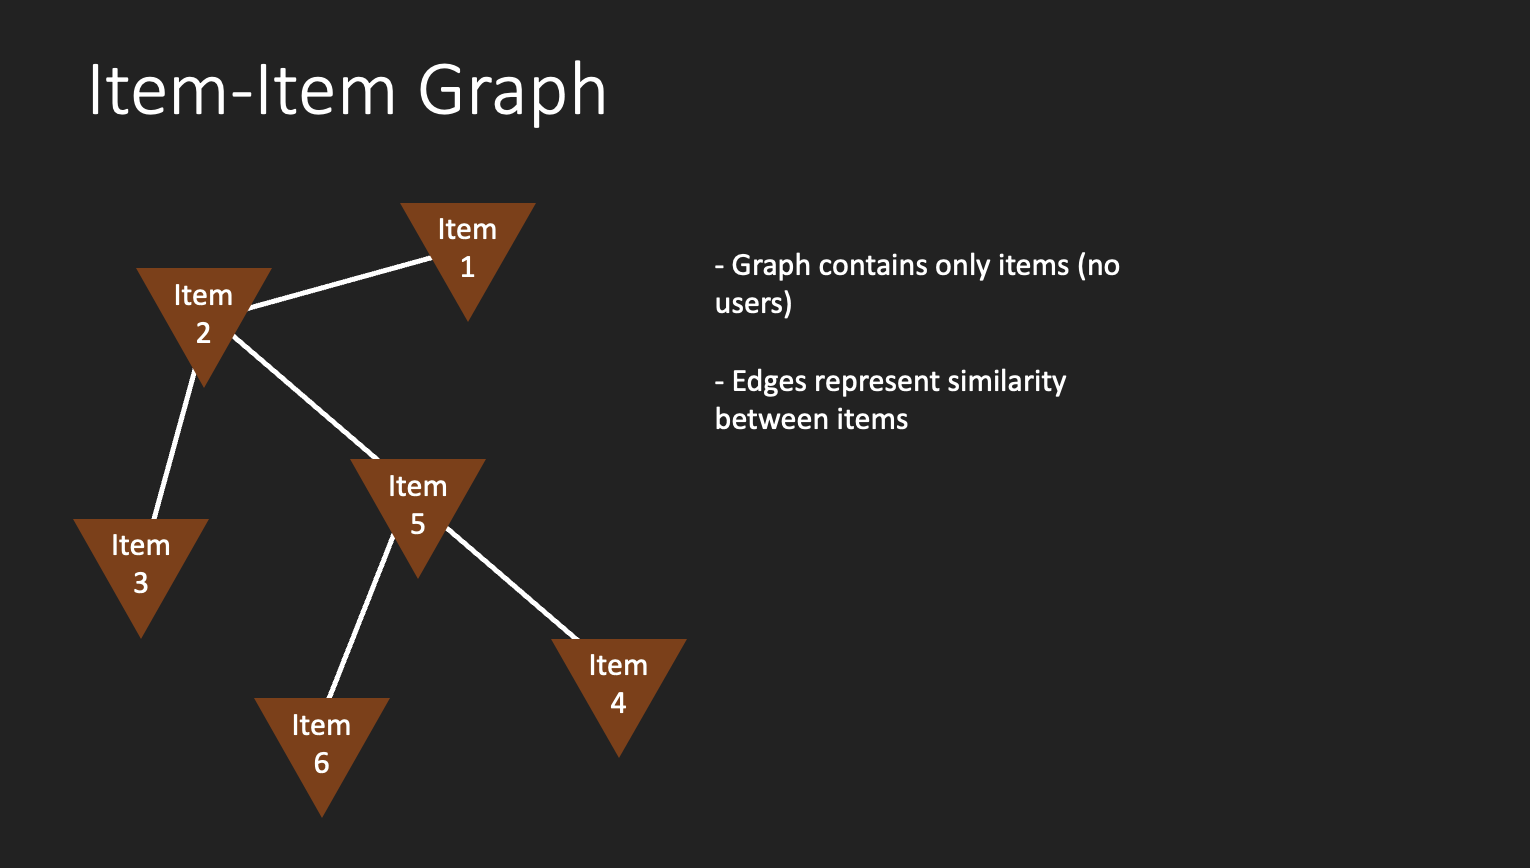 Item-Item Graph
Item
1
Item
2
- Graph contains only items (no
users)
- Edges represent similarity
between items
Item
5
Item
3
Item
4
Item
6